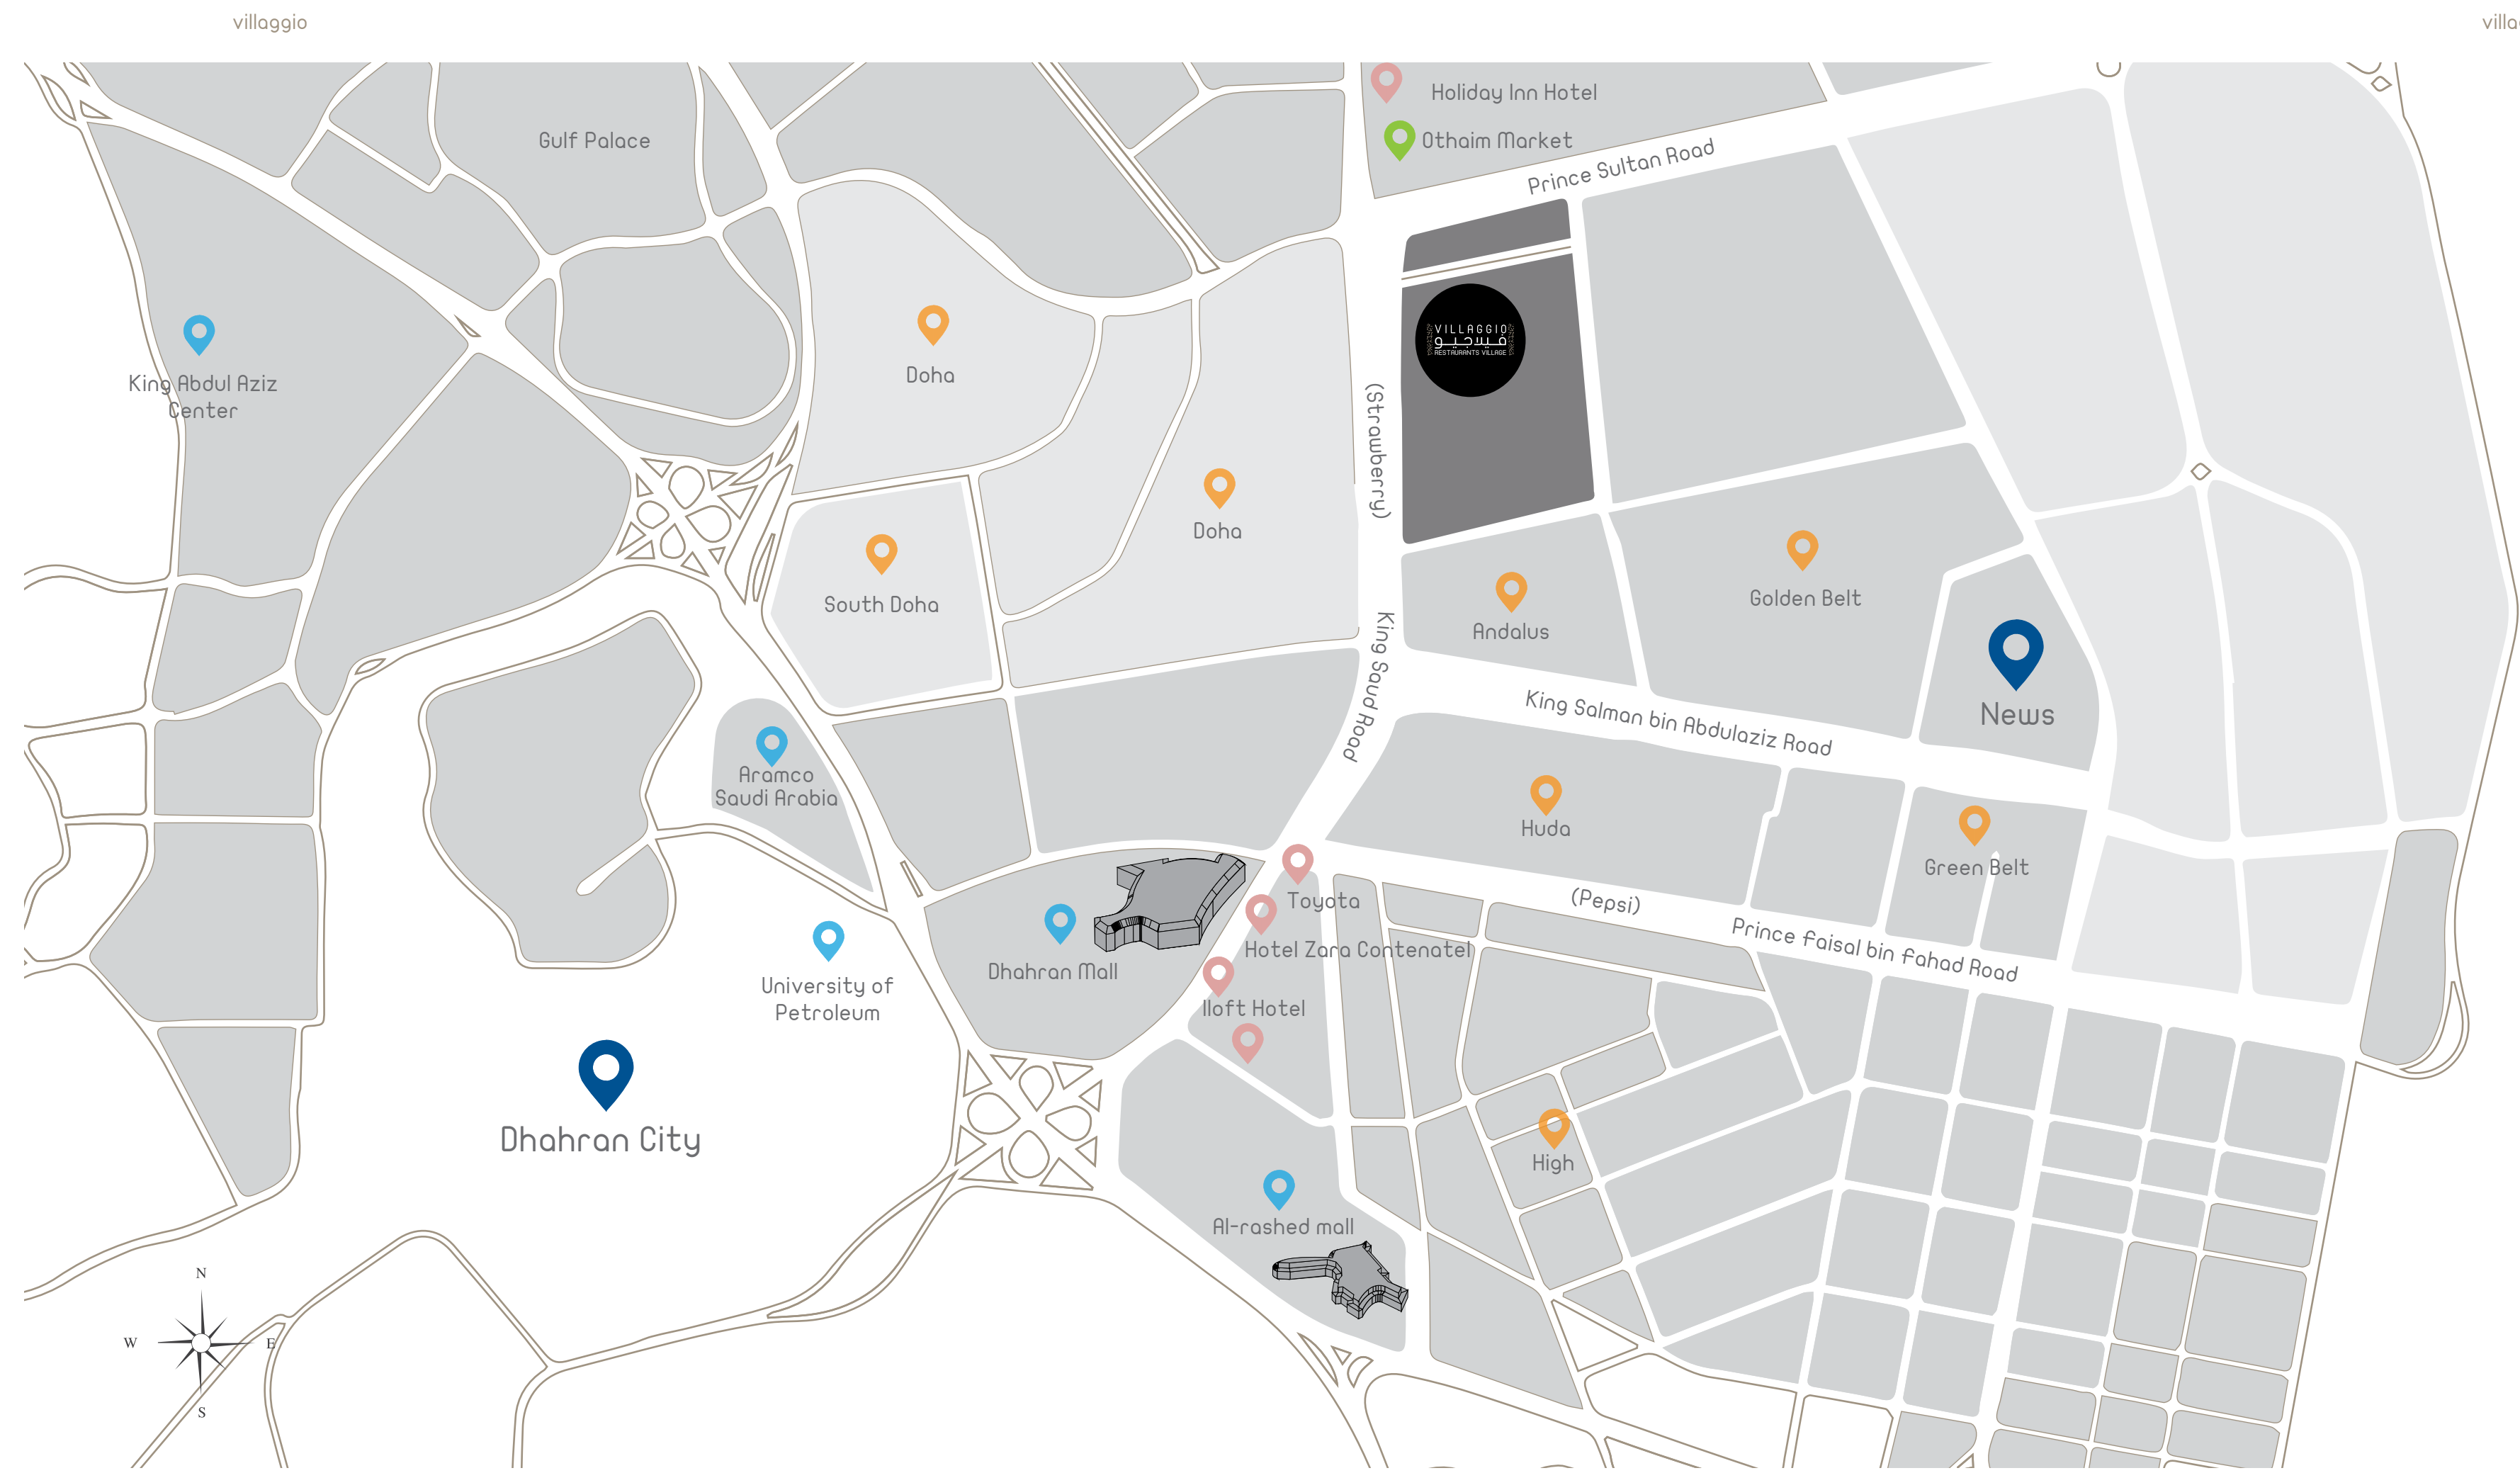 villaggio
Holiday Inn Hotel
Othaim Market
Gulf Palace
Prince Sultan Road
VILLAGGIO
ڤيلاجيو
RESTAURANTS VILLAGE
King Abdul Aziz
Center
Doha
(Strawberry)
Doha
South Doha
Golden Belt
Andalus
News
King Saud Road
King Salman bin Abdulaziz Road
Aramco
Saudi Arabia
Huda
Green Belt
Toyota
(Pepsi)
Prince Faisal bin Fahad Road
Hotel Zara Contenatel
Dhahran Mall
University of
Petroleum
Iloft Hotel
Dhahran City
High
Al-rashed mall
N
W
E
S